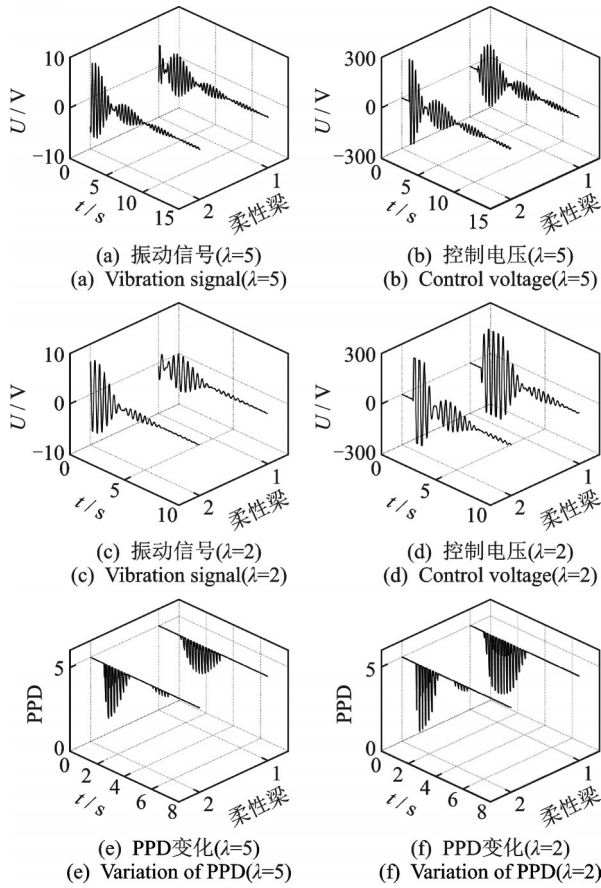 10
0
−10
U / V
0
5
10
15
t / s
2
1
柔性梁
(a) 振动信号(λ=5)
(a) Vibration signal(λ=5)
300
0
−300
U / V
0
5
10
15
t / s
2
1
柔性梁
(b) 控制电压(λ=5)
(b) Control voltage(λ=5)
10
0
−10
U / V
0
5
10
t / s
2
1
柔性梁
(c) 振动信号(λ=2)
(c) Vibration signal(λ=2)
300
0
−300
U / V
0
5
10
t / s
2
1
柔性梁
(d) 控制电压(λ=2)
(d) Control voltage(λ=2)
5
0
PPD
0
2
4
6
8
t / s
2
1
柔性梁
(e) PPD变化(λ=5)
(e) Variation of PPD(λ=5)
5
0
PPD
0
2
4
6
8
t / s
2
1
柔性梁
(f) PPD变化(λ=2)
(f) Variation of PPD(λ=2)